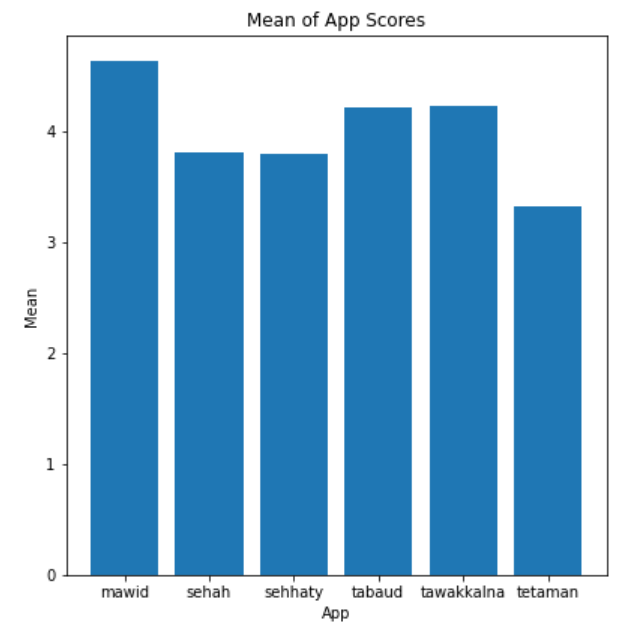 Mean of App Scores
4
3
2
1
0
Mean
mawid sehah sehhaty tabaud tawakkalna tetaman
App